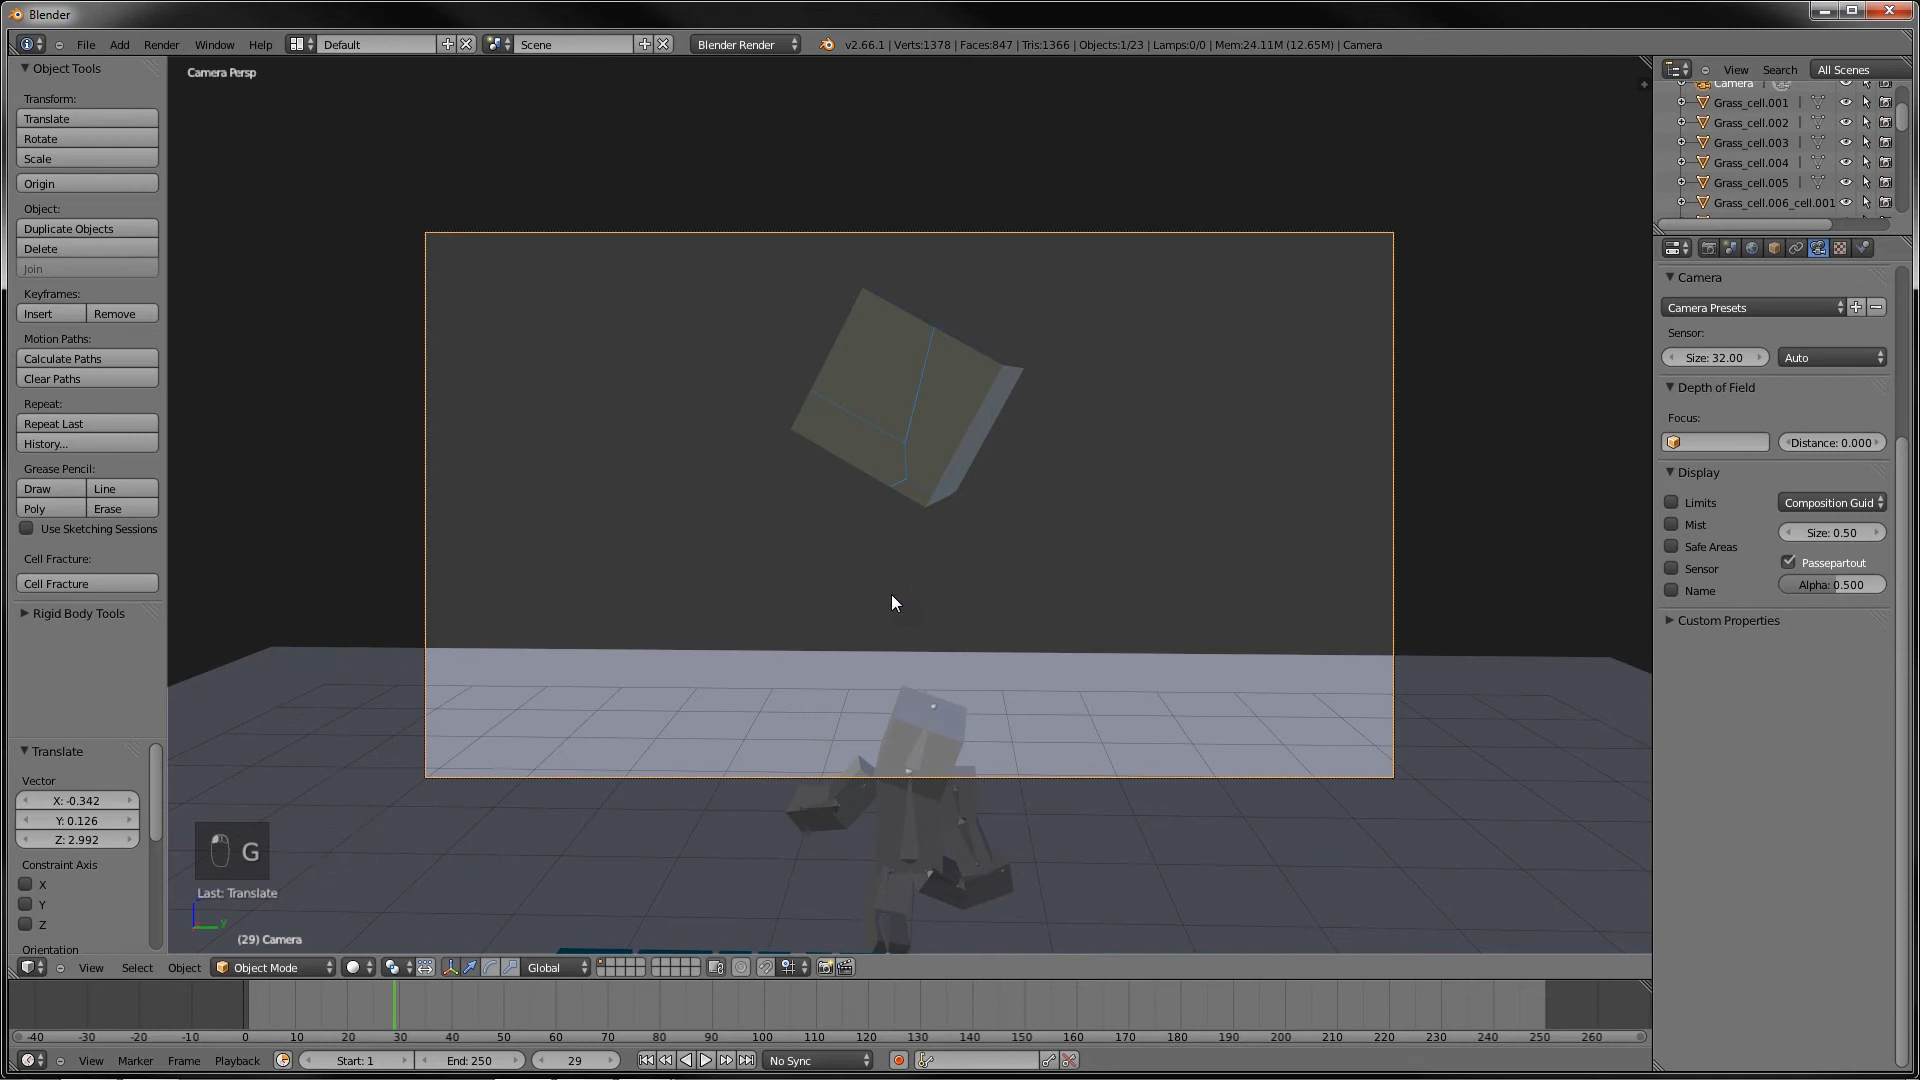 Blender
File Add Render Window Help Default Scene Blender Render v2.66.1 | Verts:1378 | Faces:847 | Tris:1366 | Objects:1/23 | Lamps:0/0 | Mem:24.11M (12.65M) | Camera
Object Tools
Transform:
Translate
Rotate
Scale
Origin
Object:
Duplicate Objects
Delete
Join
Keyframes:
Insert Remove
Motion Paths:
Calculate Paths
Clear Paths
Repeat:
Repeat Last
History...
Grease Pencil:
Draw Line
Poly Erase
Use Sketching Sessions
Cell Fracture:
Cell Fracture
Rigid Body Tools
Translate
Vector
X: -0.342
Y: 0.126
Z: 2.992
Constraint Axis
X
Y
Z
Orientation
Camera Persp
G
Last: Translate
y
(29) Camera
View Search All Scenes
Camera
Grass_cell.001
Grass_cell.002
Grass_cell.003
Grass_cell.004
Grass_cell.005
Grass_cell.006_cell.001
Camera
Camera Presets
Sensor:
Size: 32.00 Auto
Depth of Field
Focus:
Distance: 0.000
Display
Limits Composition Guid
Mist Size: 0.50
Safe Areas
Sensor Passepartout
Name Alpha: 0.500
Custom Properties
View Select Object Object Mode Global
-40 -30 -20 -10 0 10 20 30 40 50 60 70 80 90 100 110 120 130 140 150 160 170 180 190 200 210 220 230 240 250 260
View Marker Frame Playback Start: 1 End: 250 29 No Sync